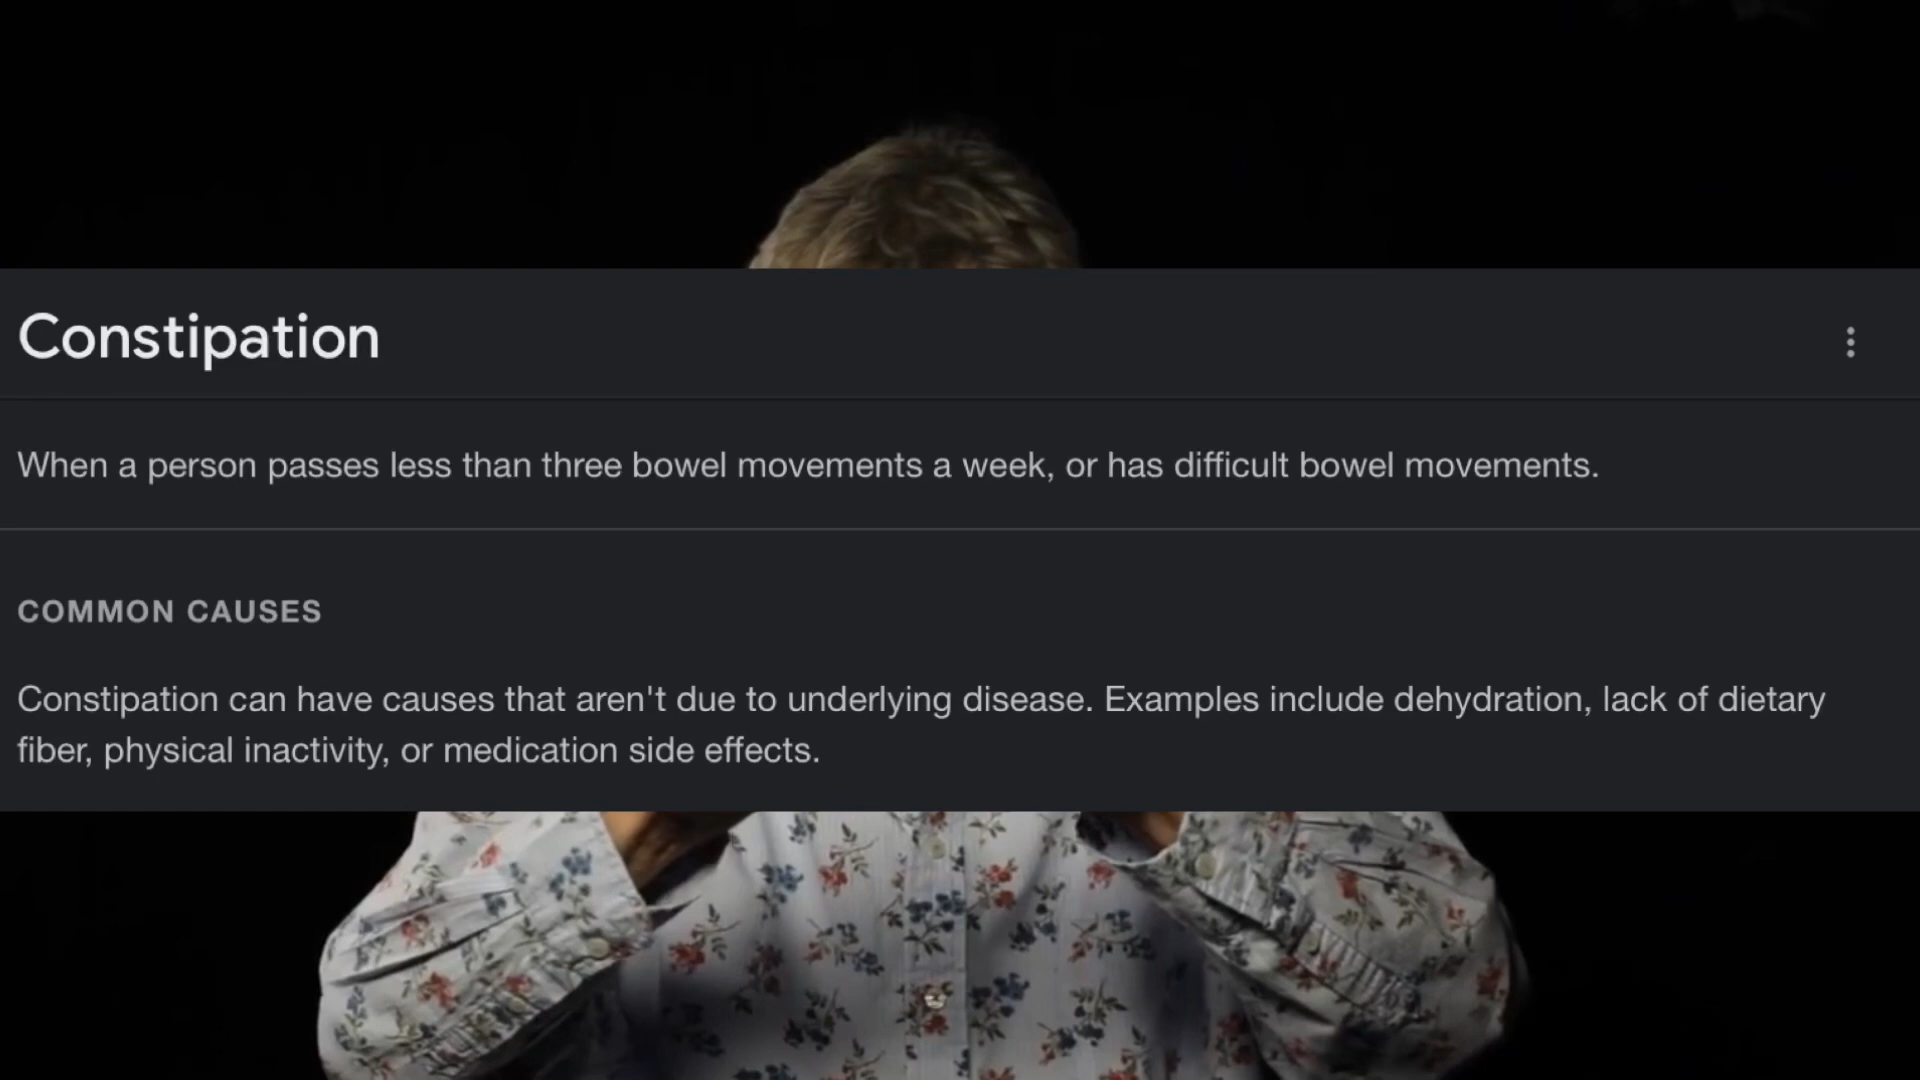 Constipation
When a person passes less than three bowel movements a week, or has difficult bowel movements.
COMMON CAUSES
Constipation can have causes that aren't due to underlying disease. Examples include dehydration, lack of dietary
fiber, physical inactivity, or medication side effects.